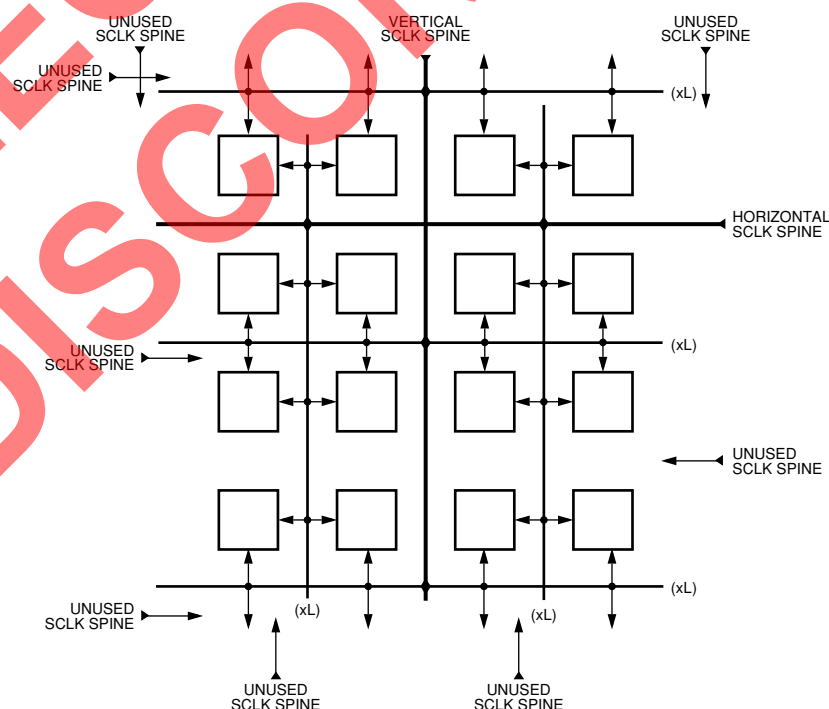 UNUSED
SCLK SPINE
VERTICAL
SCLK SPINE
UNUSED
SCLK SPINE
UNUSED
SCLK SPINE
(xL)
HORIZONTAL
SCLK SPINE
(xL)
UNUSED
SCLK SPINE
UNUSED
SCLK SPINE
(xL)
UNUSED
SCLK SPINE
(xL)
(xL)
UNUSED
SCLK SPINE
UNUSED
SCLK SPINE
DISCON